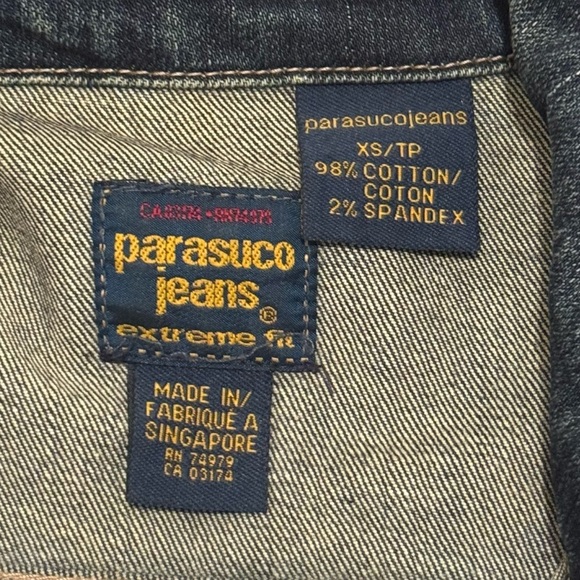 parasucojeans
XS/TP
98% COTTON/
COTON
2% SPANDEX
parasuco
jeans®
extreme fit
MADE IN/
FABRIQUÉ A
SINGAPORE
RN 74979
CA 03174